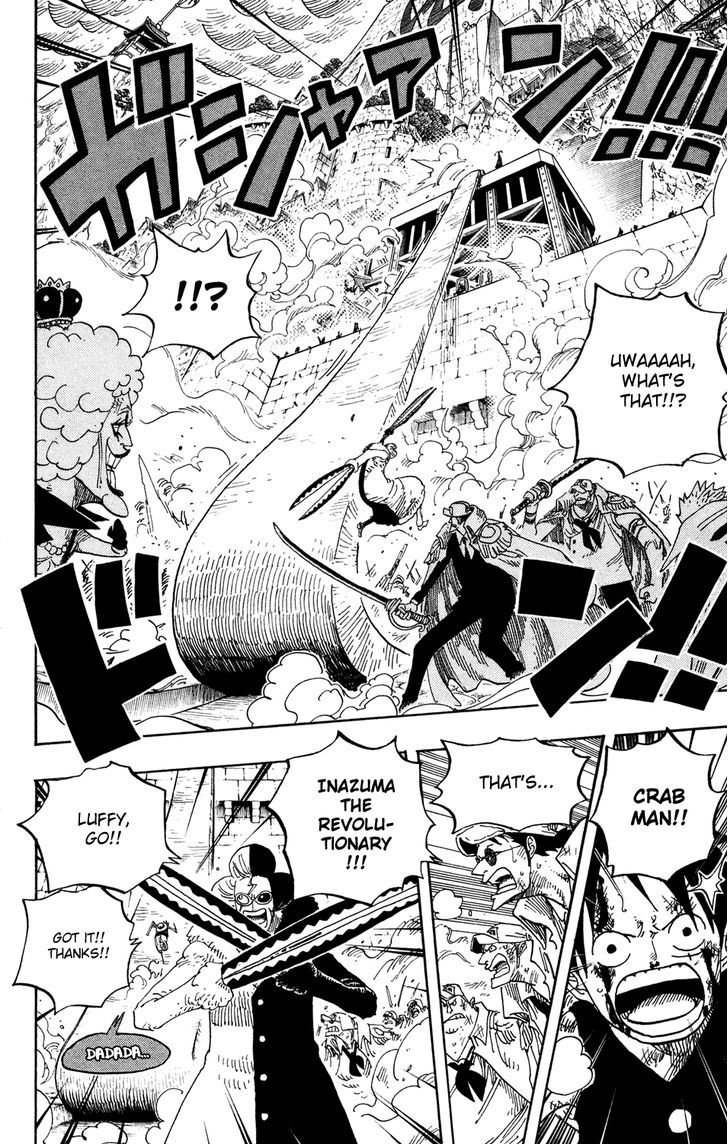 ガシャアン!!!
UWAAAAH,
WHAT'S
THAT!!?
!!?
ドン!!
CRAB
MAN!!
THAT'S...
INAZUMA
THE
REVOLU-
TIONARY
!!!
LUFFY,
GO!!
GOT IT!!
THANKS!!
DADADA...